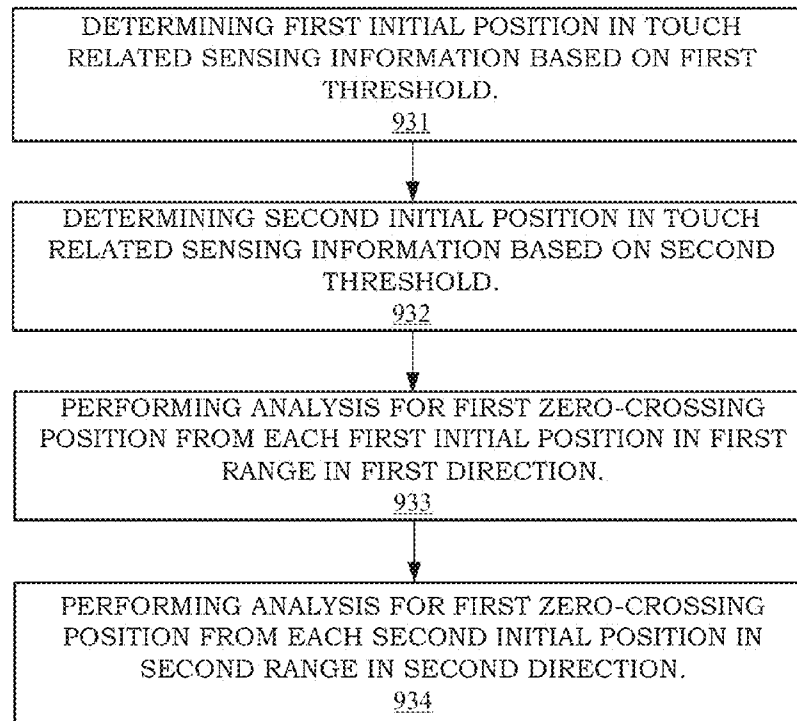 DETERMINING FIRST INITIAL POSITION IN TOUCH
RELATED SENSING INFORMATION BASED ON FIRST
THRESHOLD.
931
DETERMINING SECOND INITIAL POSITION IN TOUCH
RELATED SENSING INFORMATION BASED ON SECOND
THRESHOLD.
932
PERFORMING ANALYSIS FOR FIRST ZERO-CROSSING
POSITION FROM EACH FIRST INITIAL POSITION IN FIRST
RANGE IN FIRST DIRECTION.
933
PERFORMING ANALYSIS FOR FIRST ZERO-CROSSING
POSITION FROM EACH SECOND INITIAL POSITION IN
SECOND RANGE IN SECOND DIRECTION.
934